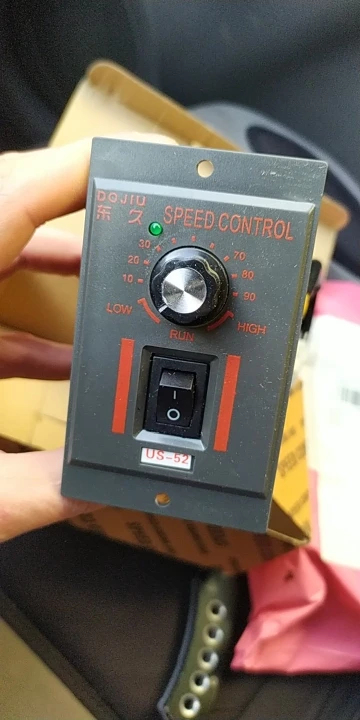 DOJIU
东 久
SPEED CONTROL
30
70
20
80
10
90
LOW
HIGH
RUN
US-52